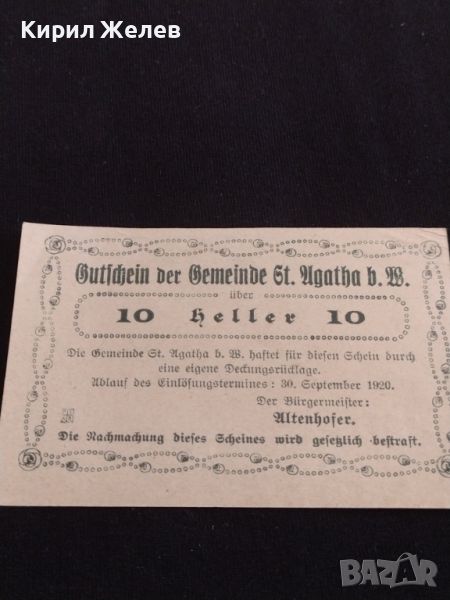 Кирил Желев
Gutschein der Gemeinde St. Agatha b. W.
über
10 Heller 10
Die Gemeinde St. Agatha b. W. haftet für diesen Schein durch
eine eigene Deckungsrücklage.
Ablauf des Einlösungstermines: 30. September 1920.
Der Bürgermeister:
Altenhofer.
Die Nachmachung dieses Scheines wird gesetzlich bestraft.
BAZAR